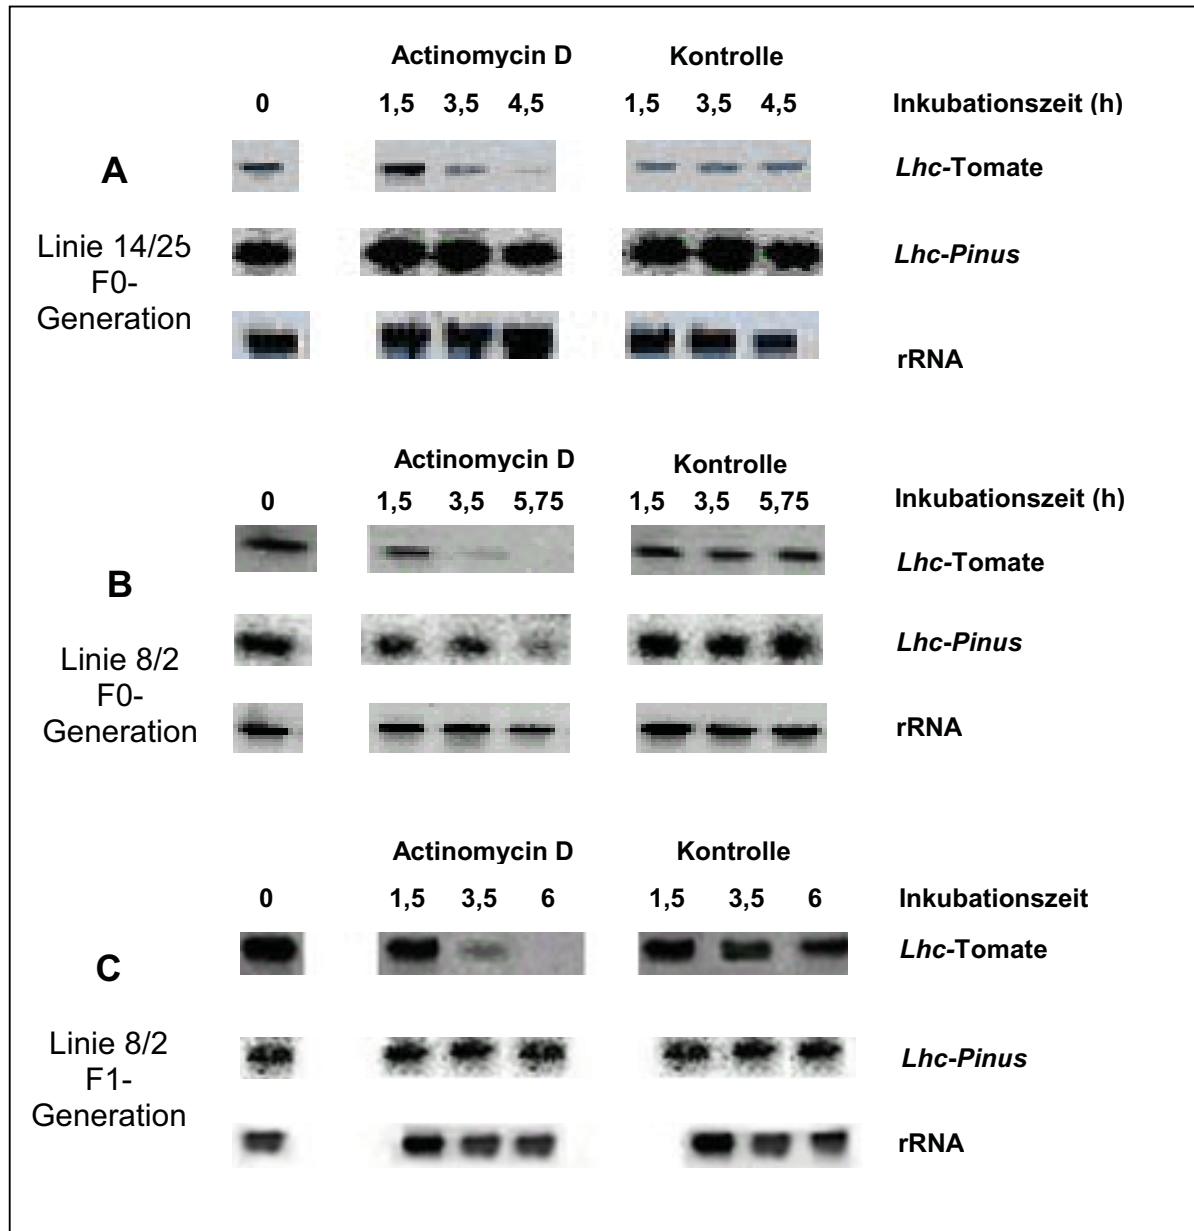 Actinomycin D Kontrolle
0 1,5 3,5 4,5 1,5 3,5 4,5 Inkubationszeit (h)
A
Lhc-Tomate
Linie 14/25
F0-
Generation
Lhc-Pinus
rRNA
Actinomycin D Kontrolle
0 1,5 3,5 5,75 1,5 3,5 5,75 Inkubationszeit (h)
Lhc-Tomate
B
Linie 8/2
F0-
Generation
Lhc-Pinus
rRNA
Actinomycin D Kontrolle
0 1,5 3,5 6 1,5 3,5 6 Inkubationszeit
Lhc-Tomate
C
Linie 8/2
F1-
Generation
Lhc-Pinus
rRNA